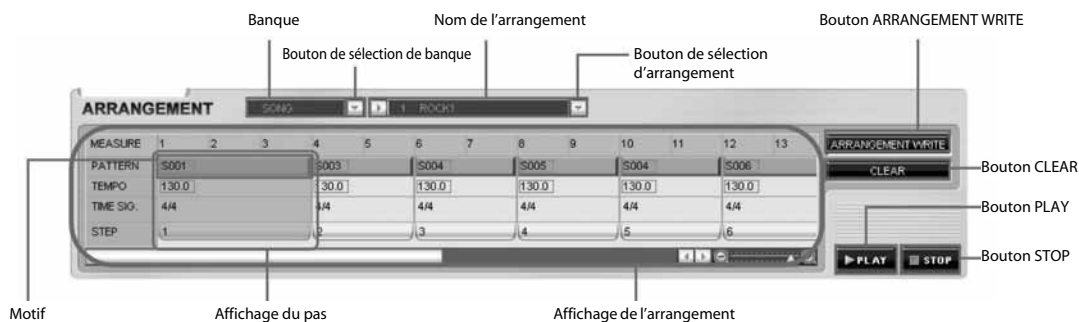 Banque Nom de l'arrangement Bouton ARRANGEMENT WRITE
Bouton de sélection de banque
Bouton de sélection
d'arrangement
ARRANGEMENT SONG 1 ROCK1
MEASURE 1 2 3 4 5 6 7 8 9 10 11 12 13
ARRANGEMENT WRITE
PATTERN S001 S003 S004 S005 S004 S006
CLEAR
Bouton CLEAR
TEMPO 130.0 130.0 130.0 130.0 130.0 130.0
TIME SIG. 4/4 4/4 4/4 4/4 4/4 4/4
Bouton PLAY
STEP 1 2 3 4 5 6
PLAY STOP
Bouton STOP
Motif Affichage du pas Affichage de l'arrangement